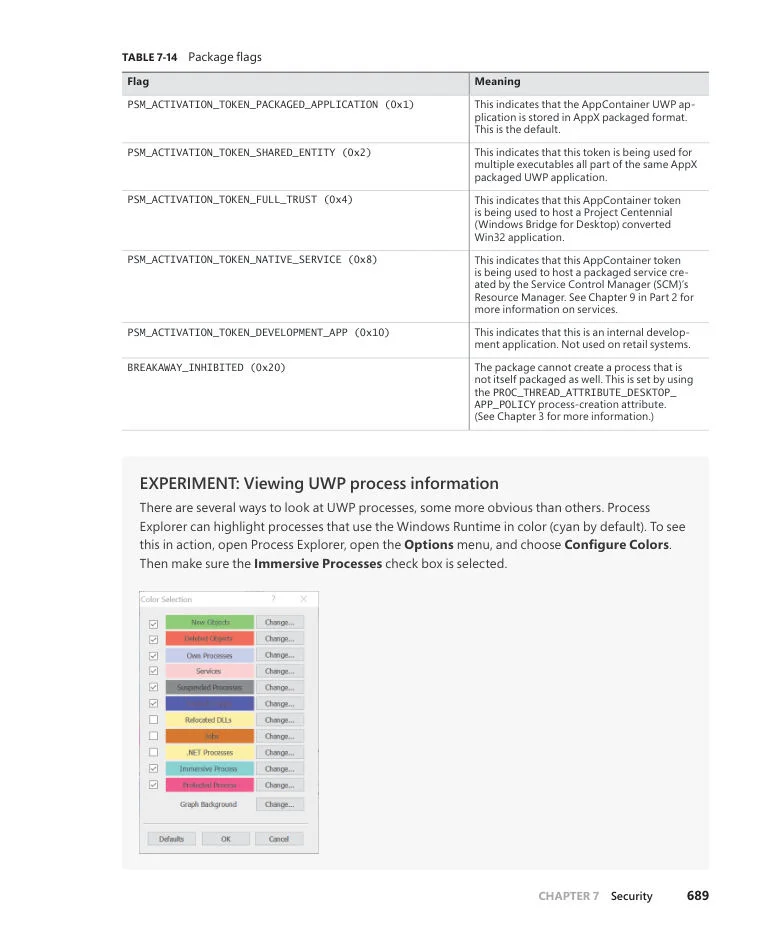 TABLE 7-14 Package flags
Flag Meaning
PSM_ACTIVATION_TOKEN_PACKAGED_APPLICATION (0x1) This indicates that the AppContainer UWP ap-
plication is stored in AppX packaged format.
This is the default.
PSM_ACTIVATION_TOKEN_SHARED_ENTITY (0x2) This indicates that this token is being used for
multiple executables all part of the same AppX
packaged UWP application.
PSM_ACTIVATION_TOKEN_FULL_TRUST (0x4) This indicates that this AppContainer token
is being used to host a Project Centennial
(Windows Bridge for Desktop) converted
Win32 application.
PSM_ACTIVATION_TOKEN_NATIVE_SERVICE (0x8) This indicates that this AppContainer token
is being used to host a packaged service cre-
ated by the Service Control Manager (SCM)'s
Resource Manager. See Chapter 9 in Part 2 for
more information on services.
PSM_ACTIVATION_TOKEN_DEVELOPMENT_APP (0x10) This indicates that this is an internal develop-
ment application. Not used on retail systems.
BREAKAWAY_INHIBITED (0x20) The package cannot create a process that is
not itself packaged as well. This is set by using
the PROC_THREAD_ATTRIBUTE_DESKTOP_
APP_POLICY process-creation attribute.
(See Chapter 3 for more information.)
EXPERIMENT: Viewing UWP process information
There are several ways to look at UWP processes, some more obvious than others. Process
Explorer can highlight processes that use the Windows Runtime in color (cyan by default). To see
this in action, open Process Explorer, open the Options menu, and choose Configure Colors.
Then make sure the Immersive Processes check box is selected.
Color Selection ?
New Objects Change...
Deleted Objects Change...
Own Processes Change...
Services Change...
Suspended Processes Change...
Change...
Relocated DLLs Change...
Jobs Change...
.NET Processes Change...
Immersive Process Change...
Protected Process Change...
Graph Background Change...
Defaults OK Cancel
CHAPTER 7 Security 689